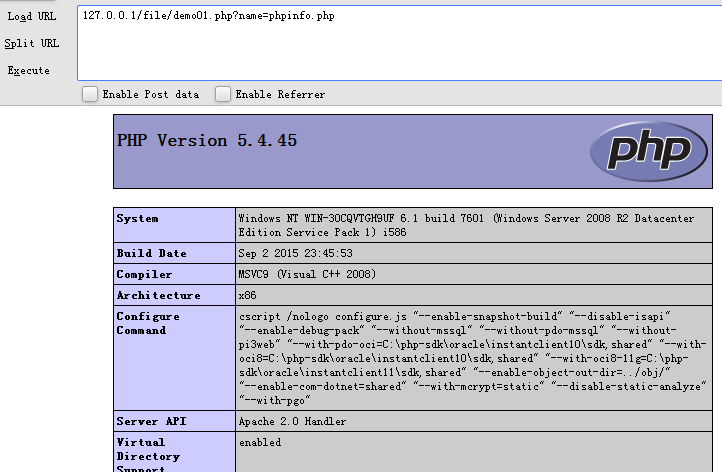 Load URL
127.0.0.1/file/demo01.php?name=phpinfo.php
Split URL
Execute
Enable Post data
Enable Referrer
PHP Version 5.4.45
php
System
Windows NT WIN-30CQVTGH9UF 6.1 build 7601 (Windows Server 2008 R2 Datacenter
Edition Service Pack 1) i586
Build Date
Sep 2 2015 23:45:53
Compiler
MSVC9 (Visual C++ 2008)
Architecture
x86
Configure
Command
cscript /nologo configure.js "--enable-snapshot-build" "--disable-isapi"
"--enable-debug-pack" "--without-mssql" "--without-pdo-mssql" "--without-
pi3web" "--with-pdo-oci=C:\php-sdk\oracle\instantclient10\sdk,shared" "--with-
oci8=C:\php-sdk\oracle\instantclient10\sdk,shared" "--with-oci8-11g=C:\php-
sdk\oracle\instantclient11\sdk,shared" "--enable-object-out-dir=../obj/"
"--enable-com-dotnet=shared" "--with-mcrypt=static" "--disable-static-analyze"
"--with-pgo"
Server API
Apache 2.0 Handler
Virtual
Directory
Support
enabled